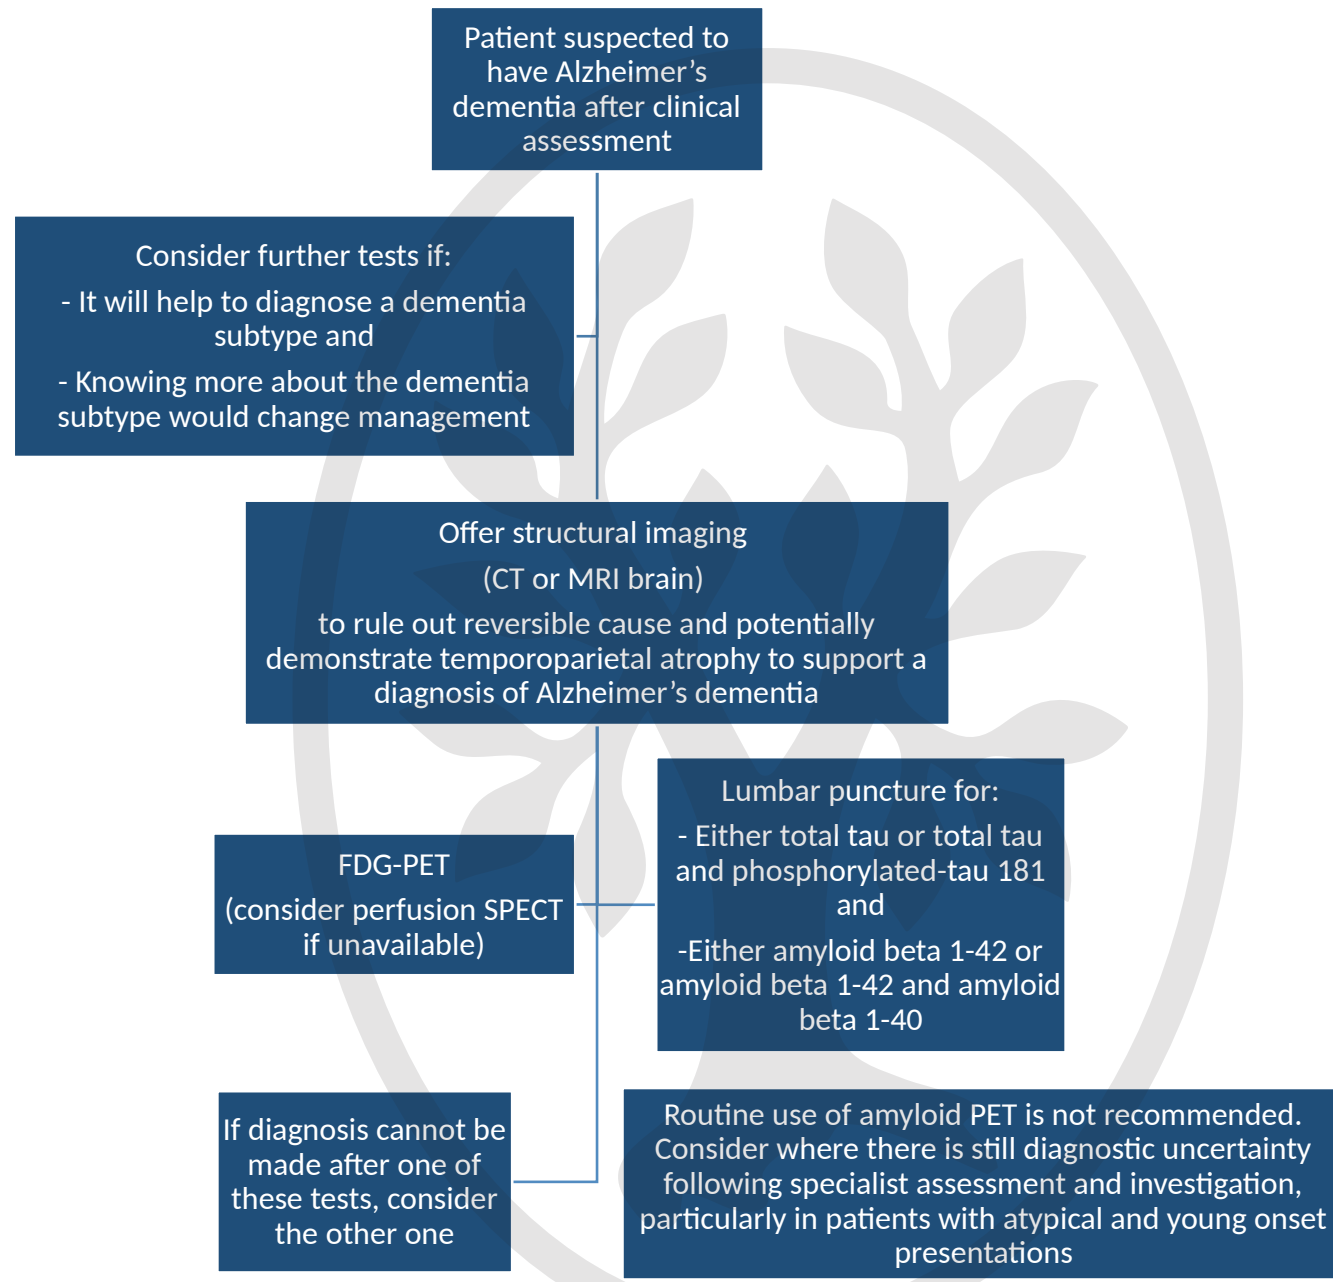 Patient suspected to
have Alzheimer’s
dementia after clinical
assessment
Consider further tests if:
- It will help to diagnose a dementia
subtype and
- Knowing more about the dementia
subtype would change management
Offer structural imaging
(CT or MRI brain)
to rule out reversible cause and potentially
demonstrate temporoparietal atrophy to support a
diagnosis of Alzheimer’s dementia
FDG-PET
(consider perfusion SPECT
if unavailable)
Lumbar puncture for:
- Either total tau or total tau
and phosphorylated-tau 181
and
-Either amyloid beta 1-42 or
amyloid beta 1-42 and amyloid
beta 1-40
If diagnosis cannot be
made after one of
these tests, consider
the other one
Routine use of amyloid PET is not recommended.
Consider where there is still diagnostic uncertainty
following specialist assessment and investigation,
particularly in patients with atypical and young onset
presentations